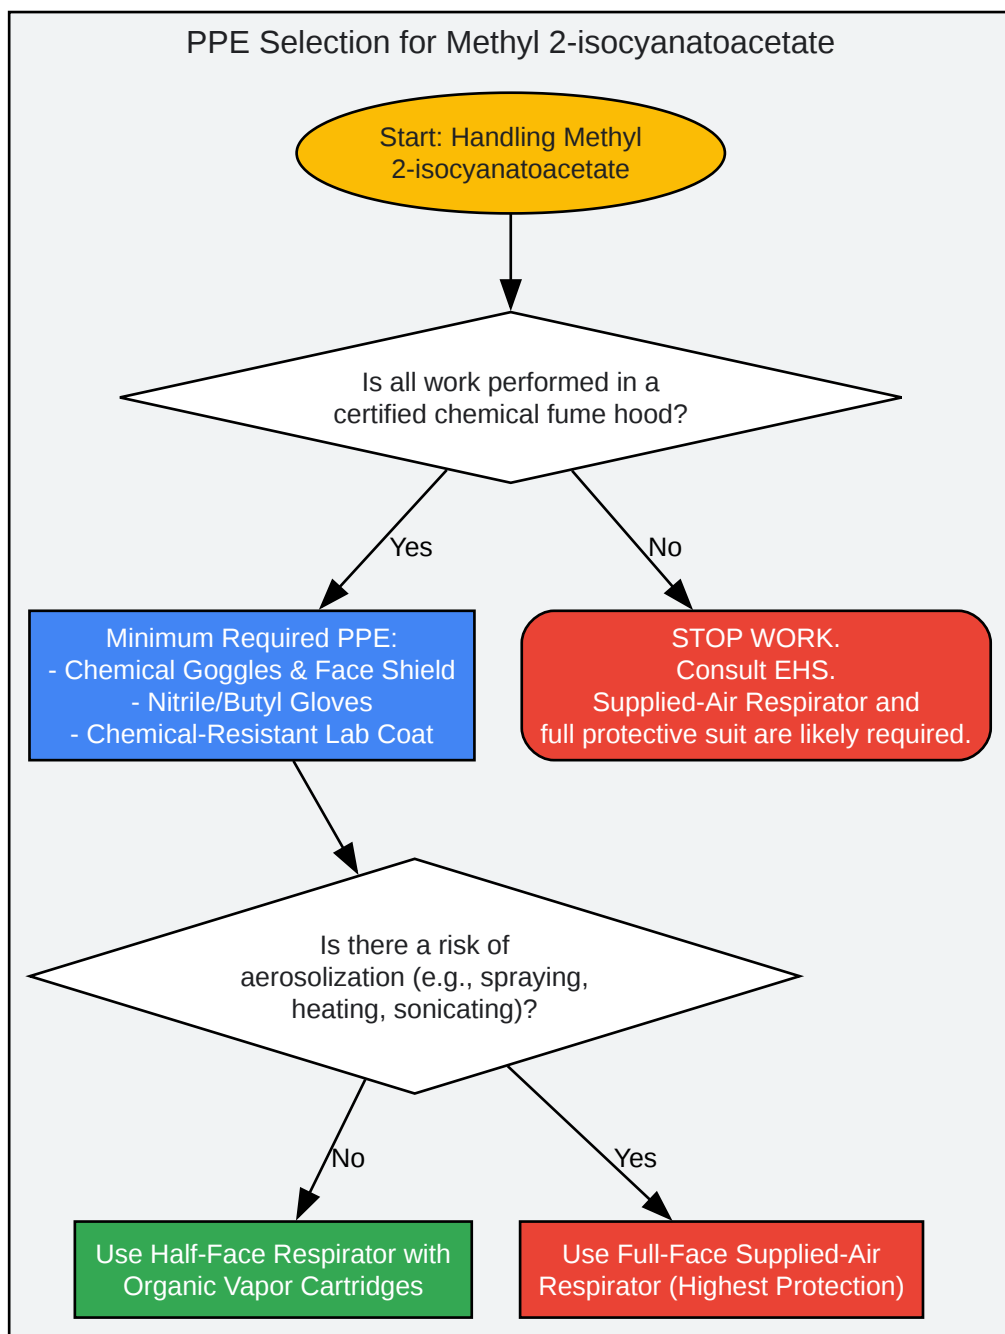 PPE Selection for Methyl 2-isocyanatoacetate
Start: Handling Methyl
2-isocyanatoacetate
Is all work performed in a
certified chemical fume hood?
Yes
No
Minimum Required PPE:
- Chemical Goggles & Face Shield
- Nitrile/Butyl Gloves
- Chemical-Resistant Lab Coat
STOP WORK.
Consult EHS.
Supplied-Air Respirator and
full protective suit are likely required.
Is there a risk of
aerosolization (e.g., spraying,
heating, sonicating)?
No
Yes
Use Half-Face Respirator with
Organic Vapor Cartridges
Use Full-Face Supplied-Air
Respirator (Highest Protection)